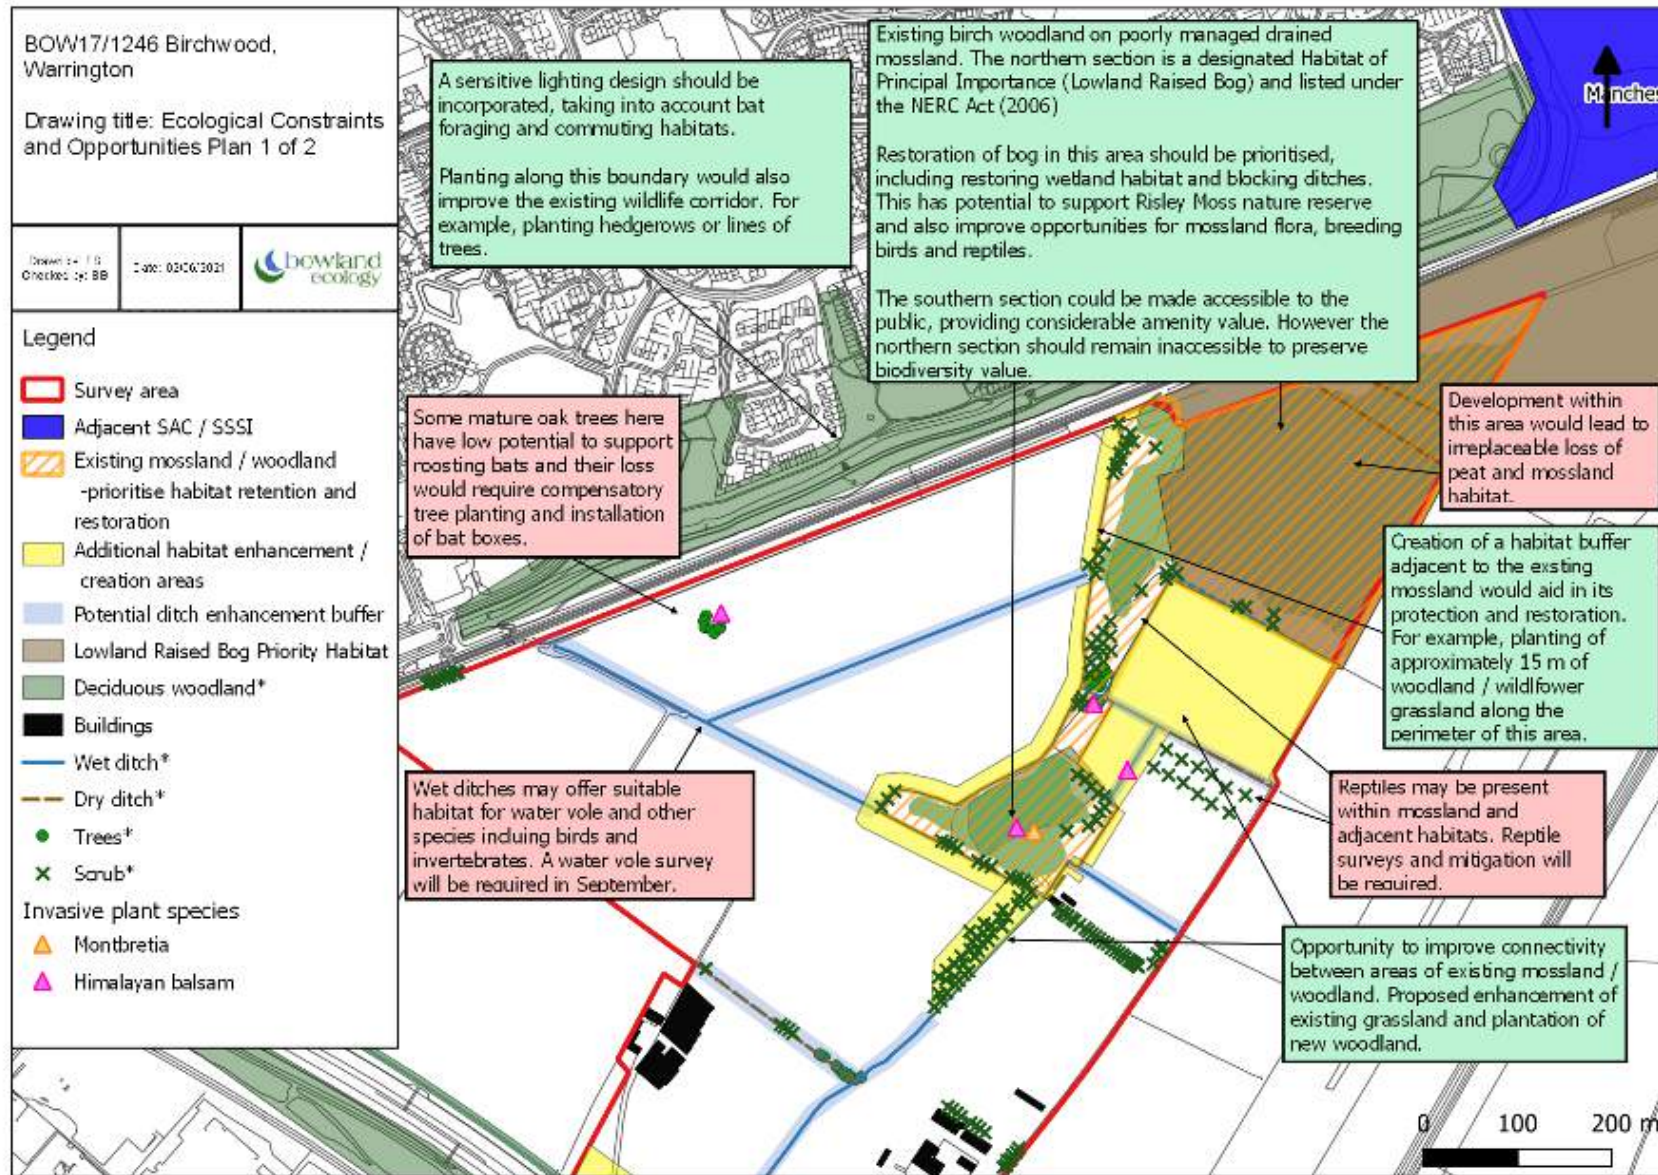 BOW17/1246 Birchwood,
Warrington
Drawing title: Ecological Constraints
and Opportunities Plan 1 of 2
Checked by: BB
Date: 02/06/2021
bowland
ecology
Legend
Survey area
Adjacent SAC / SSSI
Existing mossland / woodland
-prioritise habitat retention and
restoration
Additional habitat enhancement /
creation areas
Potential ditch enhancement buffer
Lowland Raised Bog Priority Habitat
Deciduous woodland*
Buildings
Wet ditch*
Dry ditch*
Trees*
Scrub*
Invasive plant species
Montbretia
Himalayan balsam
A sensitive lighting design should be
incorporated, taking into account bat
foraging and commuting habitats.
Planting along this boundary would also
improve the existing wildlife corridor. For
example, planting hedgerows or lines of
trees.
Existing birch woodland on poorly managed drained
mossland. The northern section is a designated Habitat of
Principal Importance (Lowland Raised Bog) and listed under
the NERC Act (2006)
Restoration of bog in this area should be prioritised,
including restoring wetland habitat and blocking ditches.
This has potential to support Risley Moss nature reserve
and also improve opportunities for mossland flora, breeding
birds and reptiles.
The southern section could be made accessible to the
public, providing considerable amenity value. However the
northern section should remain inaccessible to preserve
biodiversity value.
Manches
Some mature oak trees here
have low potential to support
roosting bats and their loss
would require compensatory
tree planting and installation
of bat boxes.
Development within
this area would lead to
irreplaceable loss of
peat and mossland
habitat.
Creation of a habitat buffer
adjacent to the existing
mossland would aid in its
protection and restoration.
For example, planting of
approximately 15 m of
woodland / wildlfower
grassland along the
perimeter of this area.
Wet ditches may offer suitable
habitat for water vole and other
species incluing birds and
invertebrates. A water vole survey
will be required in September.
Reptiles may be present
within mossland and
adjacent habitats. Reptile
surveys and mitigation will
be required.
Opportunity to improve connectivity
between areas of existing mossland /
woodland. Proposed enhancement of
existing grassland and plantation of
new woodland.
0 100 200 m